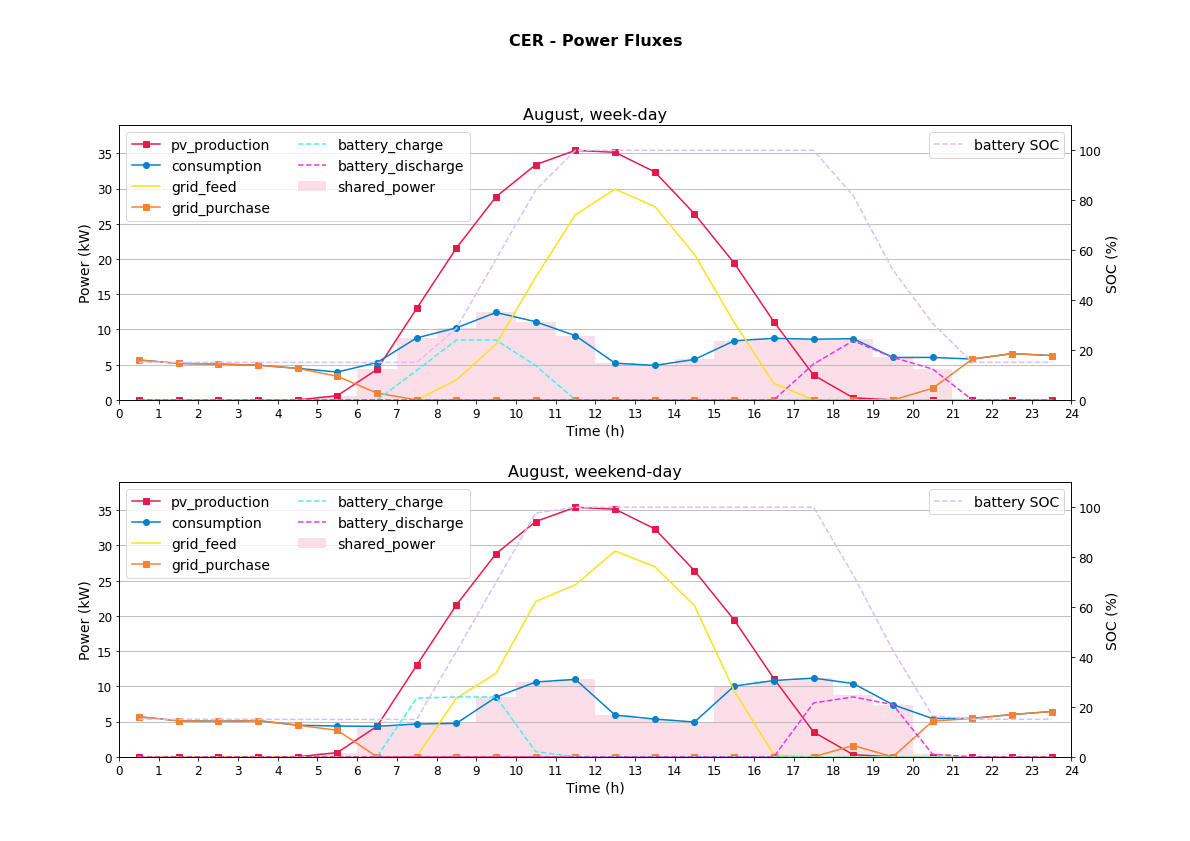 CER - Power Fluxes
August, week-day
pv_production
consumption
grid_feed
grid_purchase
battery_charge
battery_discharge
shared_power
battery SOC
Power (kW)
35
30
25
20
15
10
5
0
SOC (%)
100
80
60
40
20
0
0 1 2 3 4 5 6 7 8 9 10 11 12 13 14 15 16 17 18 19 20 21 22 23 24
Time (h)
August, weekend-day
pv_production
consumption
grid_feed
grid_purchase
battery_charge
battery_discharge
shared_power
battery SOC
Power (kW)
35
30
25
20
15
10
5
0
SOC (%)
100
80
60
40
20
0
0 1 2 3 4 5 6 7 8 9 10 11 12 13 14 15 16 17 18 19 20 21 22 23 24
Time (h)